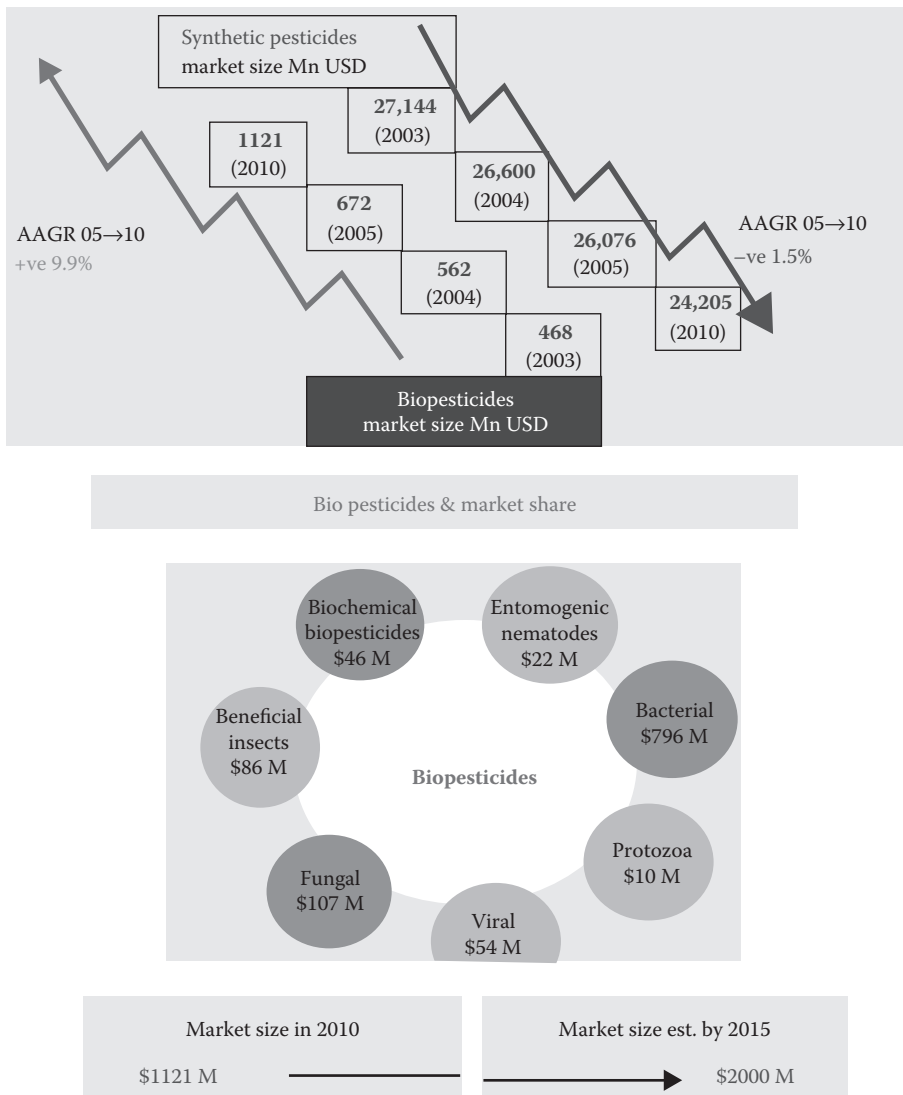 Synthetic pesticides
market size Mn USD
27,144
(2003)
1121
(2010)
26,600
(2004)
672
(2005)
AAGR 05→10
+ve 9.9%
AAGR 05→10
–ve 1.5%
26,076
(2005)
562
(2004)
24,205
(2010)
468
(2003)
Biopesticides
market size Mn USD
Bio pesticides & market share
Biochemical
biopesticides
$46 M
Entomogenic
nematodes
$22 M
Bacterial
$796 M
Beneficial
insects
$86 M
Biopesticides
Protozoa
$10 M
Fungal
$107 M
Viral
$54 M
Market size in 2010
$1121 M
Market size est. by 2015
$2000 M